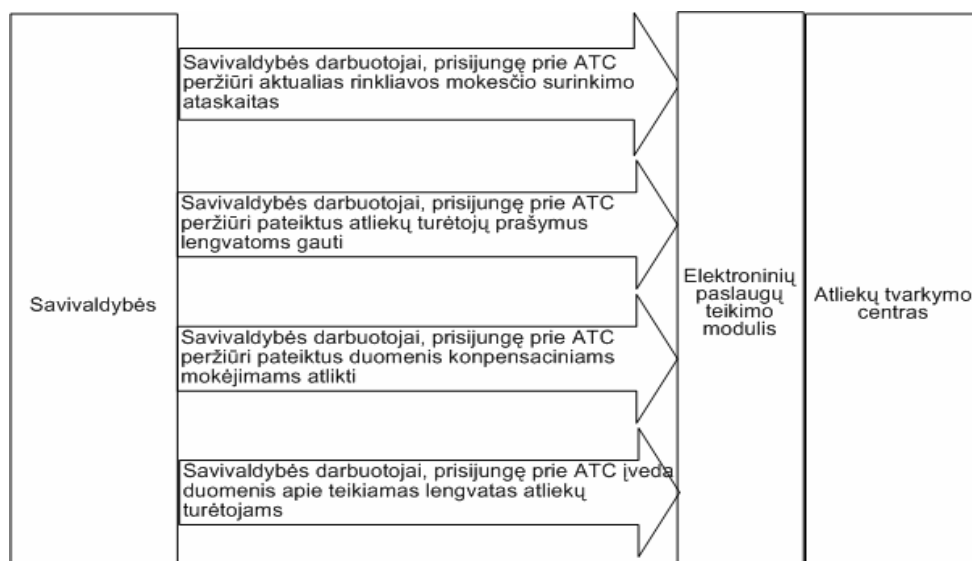 Savivaldybės
Savivaldybės darbuotojai, prisijungę prie ATC
peržiūri aktualias rinkliavos mokesčio surinkimo
ataskaitas
Savivaldybės darbuotojai, prisijungę prie ATC
peržiūri pateiktus atliekų turėtojų prašymus
lengvatoms gauti
Savivaldybės darbuotojai, prisijungę prie ATC
peržiūri pateiktus duomenis konpensaciniams
mokėjimams atlikti
Savivaldybės darbuotojai, prisijungę prie ATC įveda
duomenis apie teikiamas lengvatas atliekų
turėtojams
Elektroninių
paslaugų
teikimo
modulis
Atliekų tvarkymo
centras